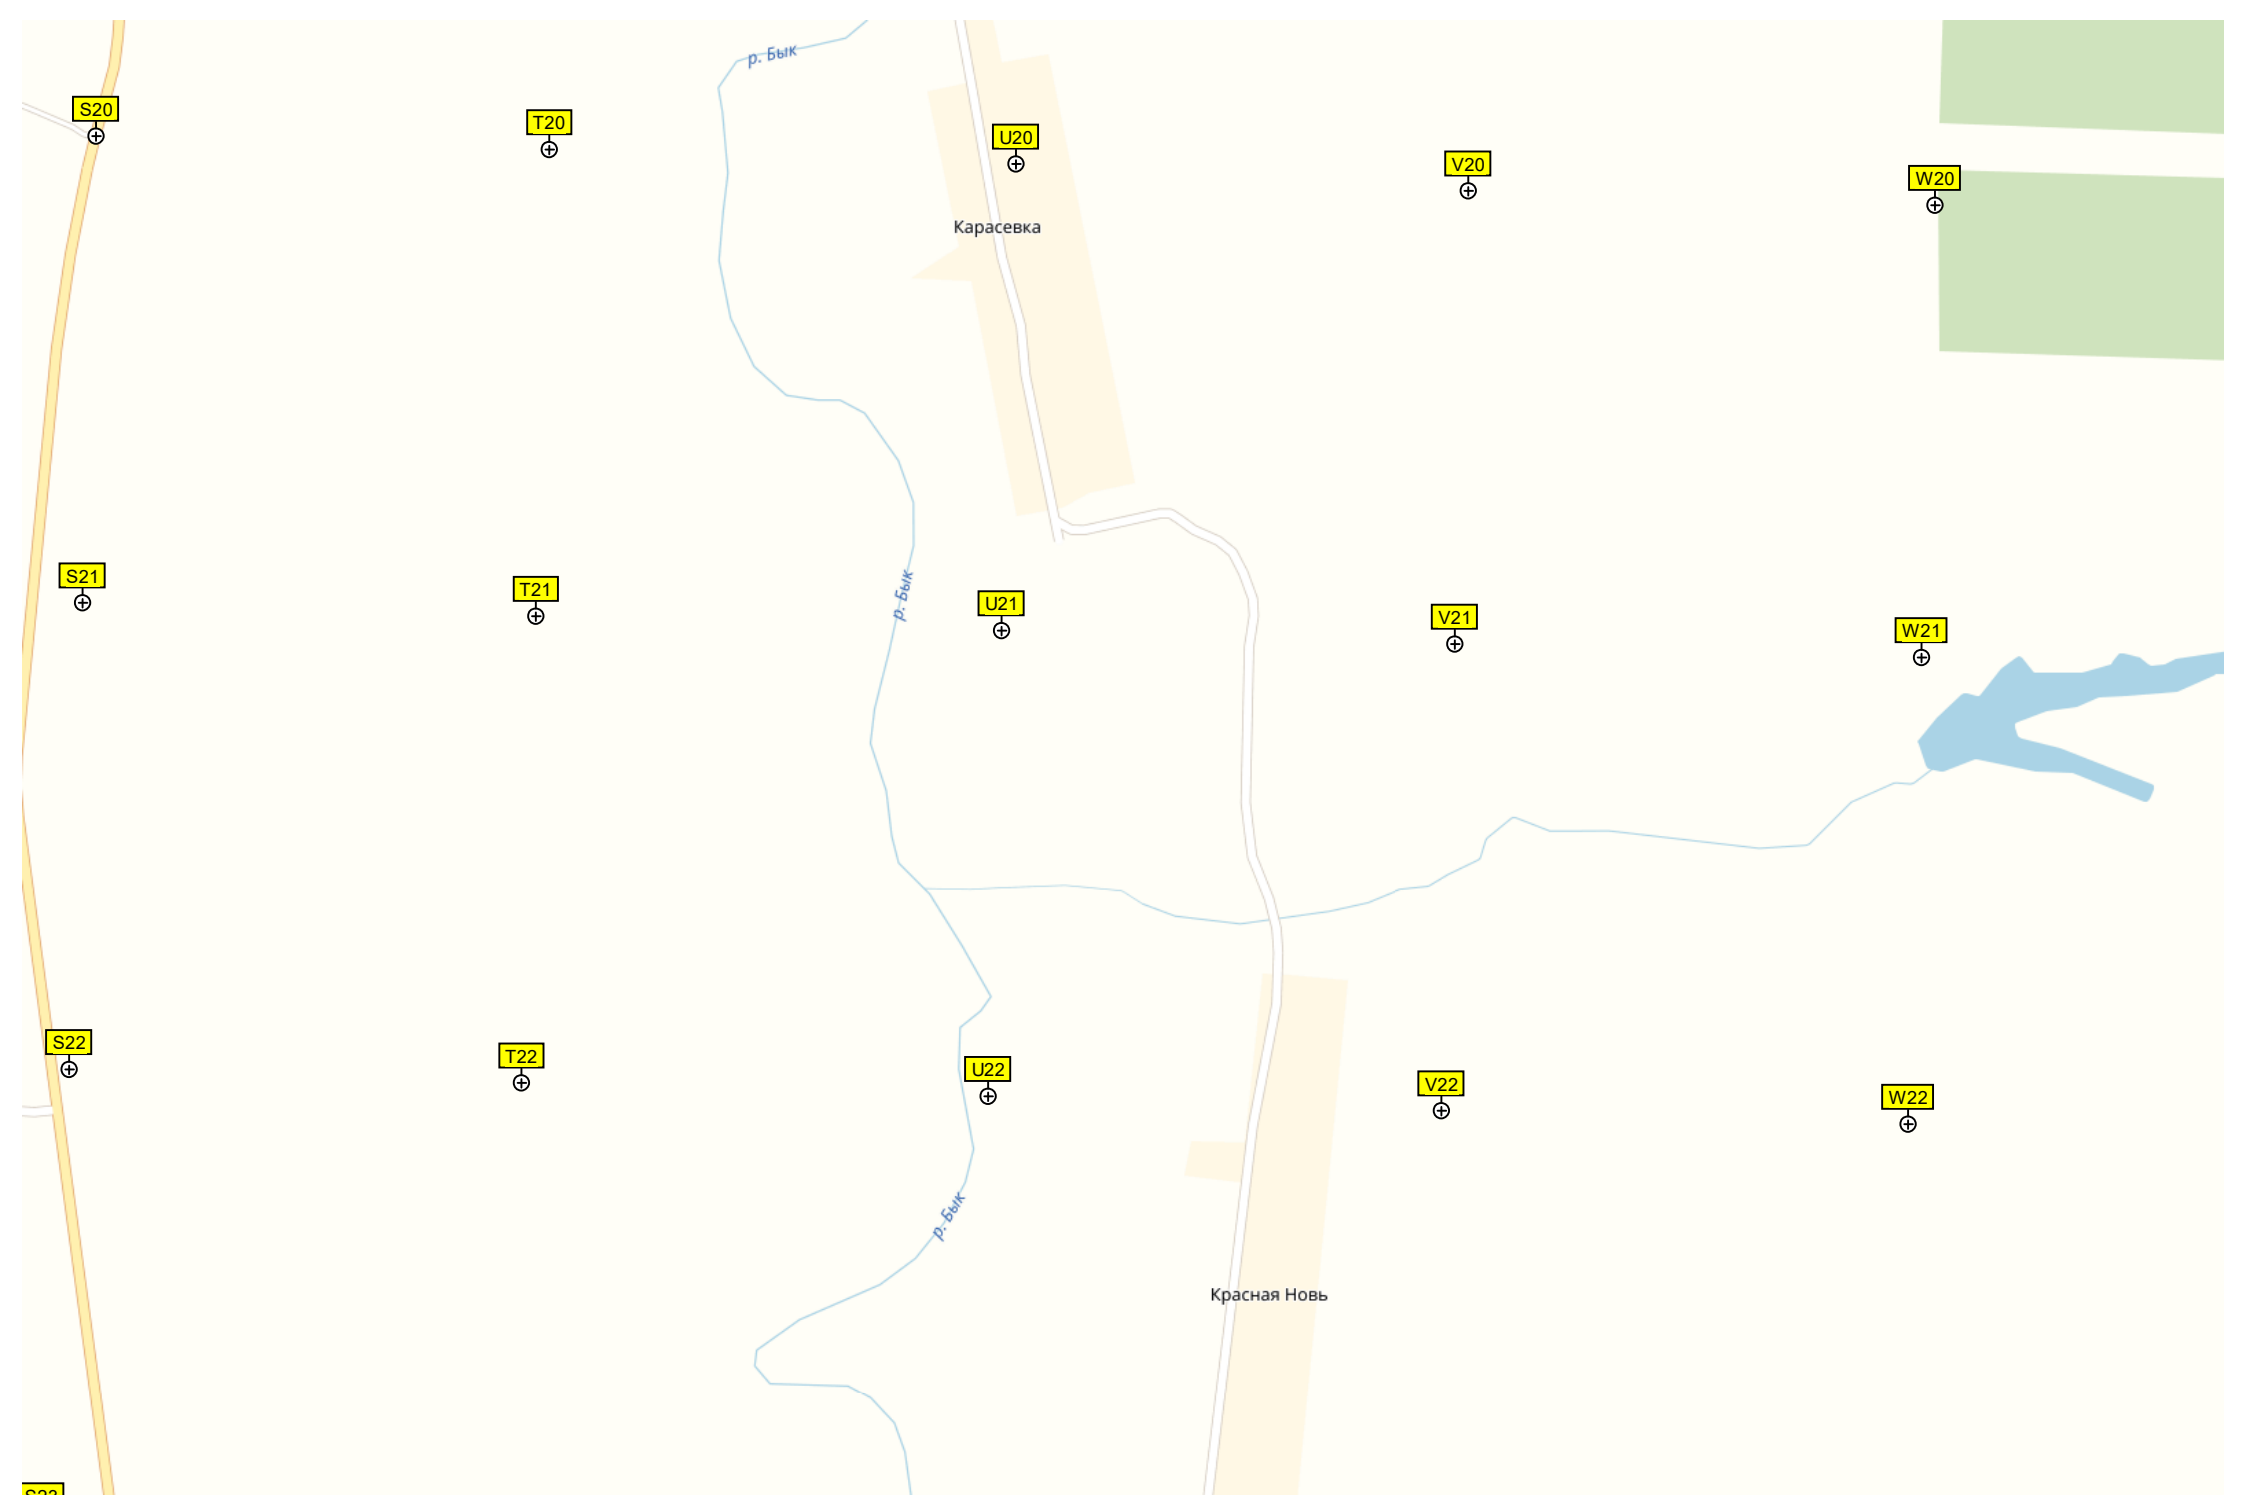 р. Бык
S20
T20
U20
V20
W20
Карасевка
S21
T21
р. Бык
U21
V21
W21
S22
T22
U22
V22
W22
р. Бык
Красная Новь